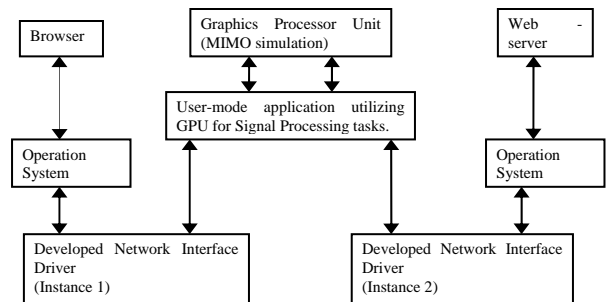 Browser
Graphics Processor Unit
(MIMO simulation)
Web -
server
User-mode application utilizing
GPU for Signal Processing tasks.
Operation
System
Operation
System
Developed Network Interface
Driver
(Instance 1)
Developed Network Interface
Driver
(Instance 2)